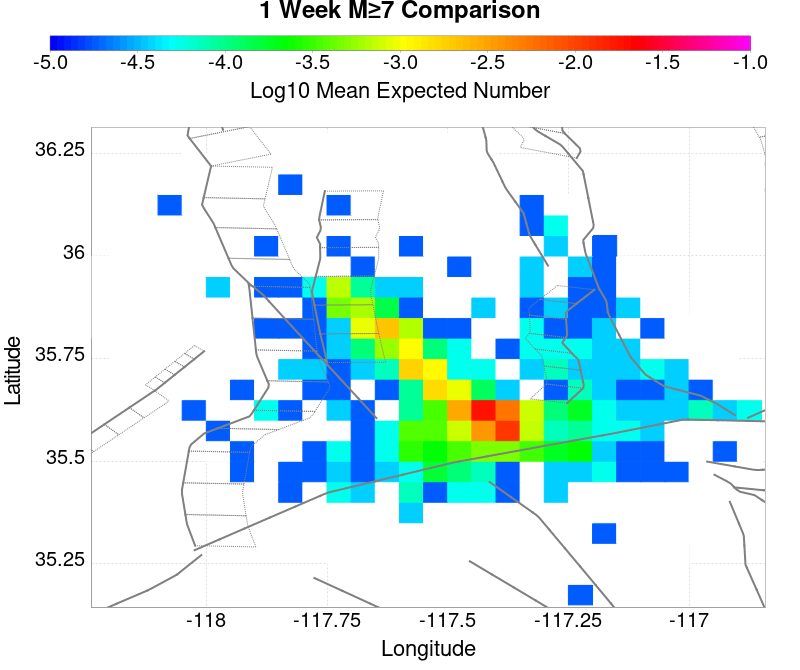 1 Week M≥7 Comparison
-5.0 -4.5 -4.0 -3.5 -3.0 -2.5 -2.0 -1.5 -1.0
Log10 Mean Expected Number
36.25
36
35.75
35.5
35.25
Latitude
-118 -117.75 -117.5 -117.25 -117
Longitude